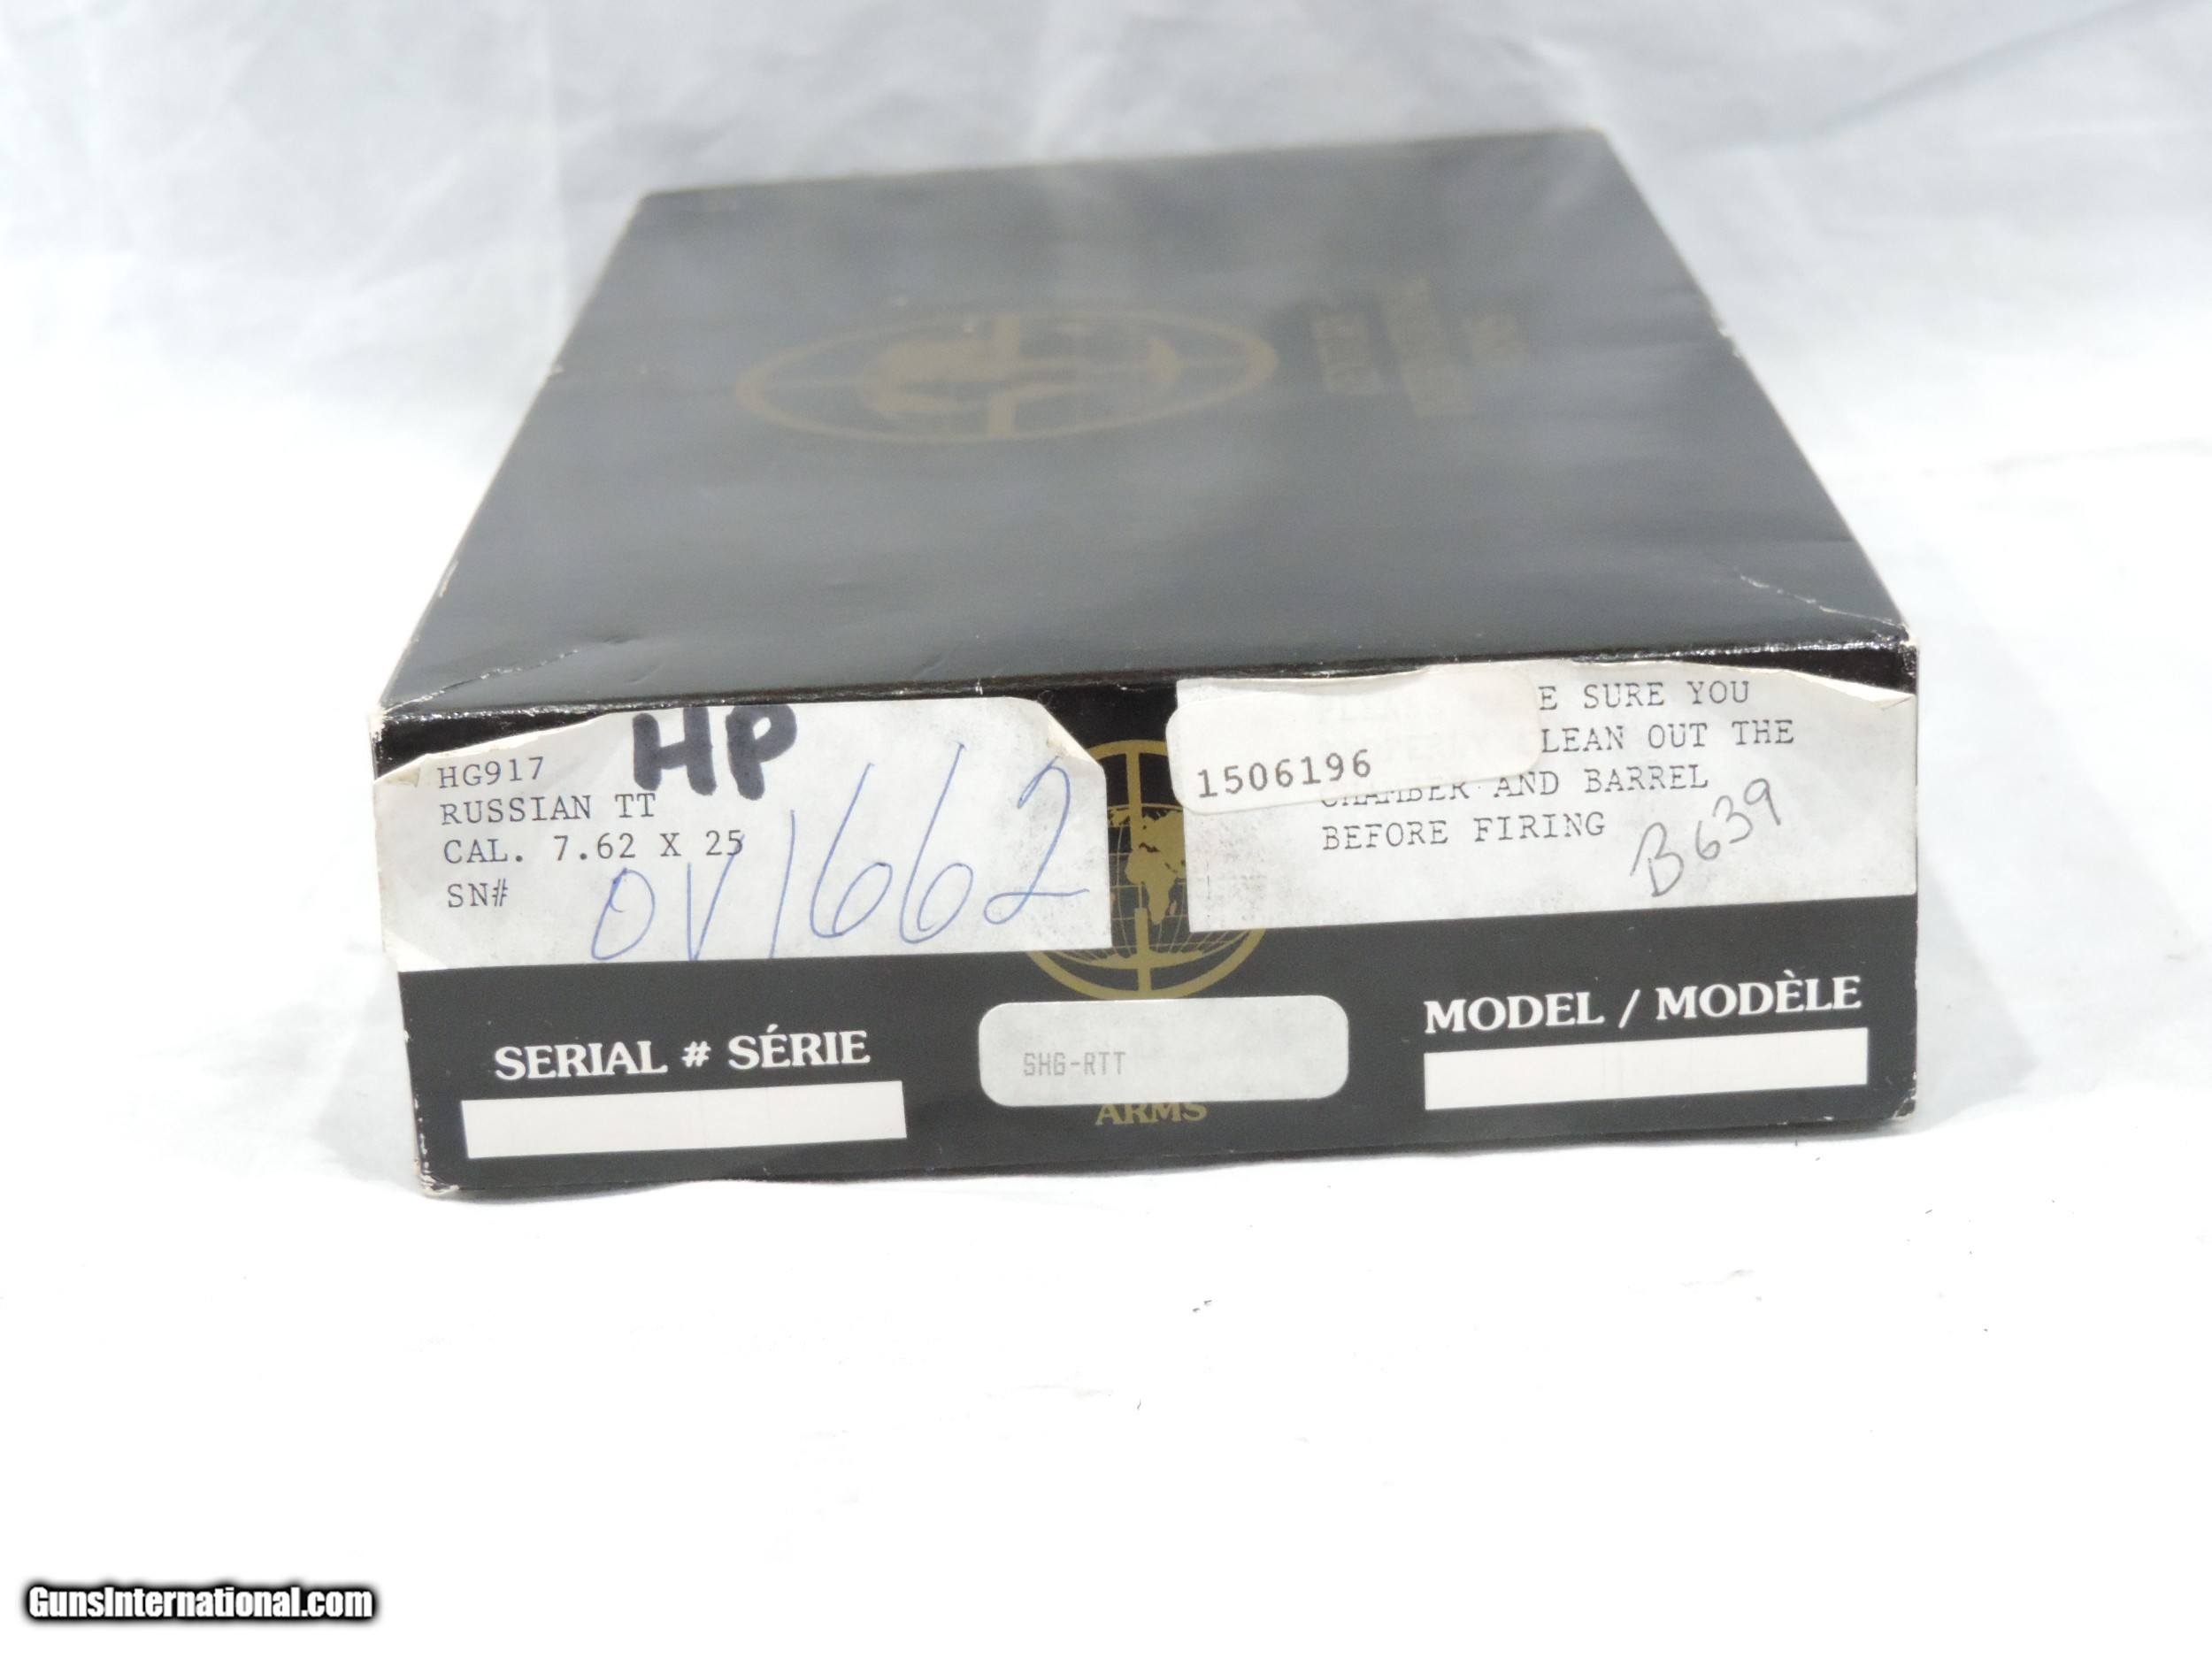 HP
HG917
RUSSIAN TT
CAL. 7.62 X 25
SN#
OV1662
E SURE YOU
LEAN OUT THE
1506196
CHAMBER AND BARREL
BEFORE FIRING
B639
SERIAL # SÉRIE
SHG-RTT
ARMS
MODEL / MODÈLE
GunsInternational.com